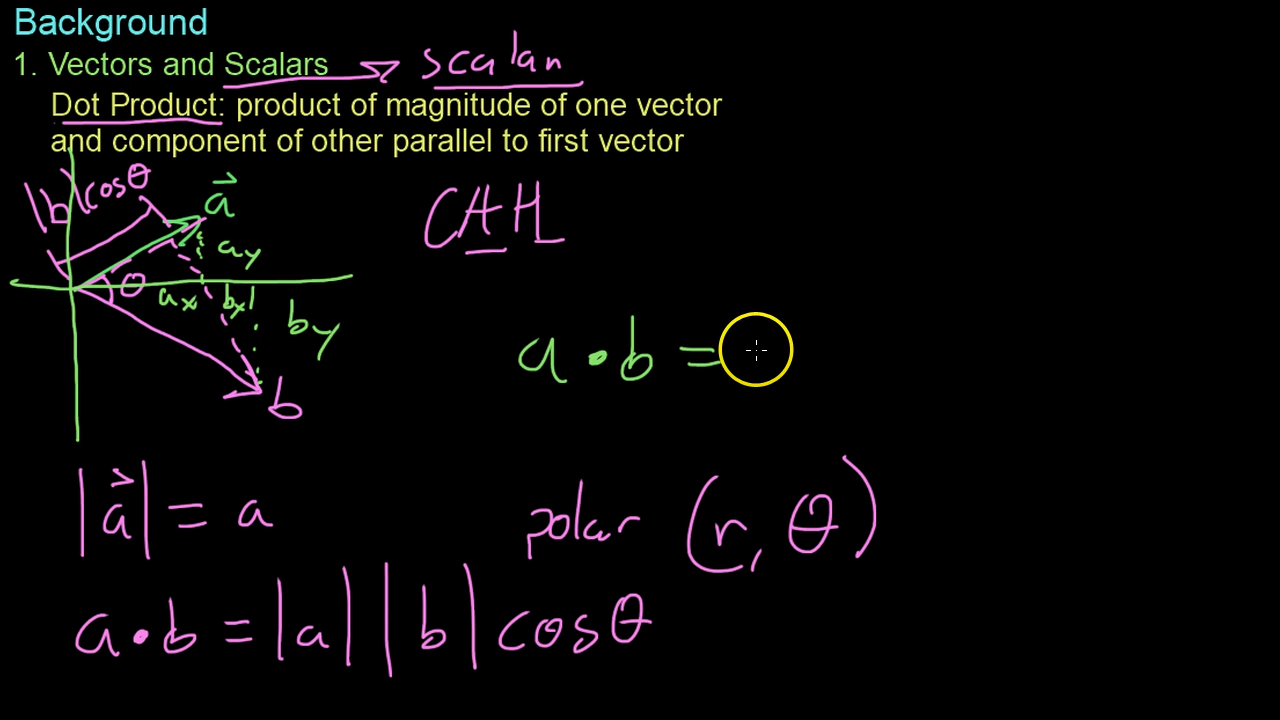 Background
1. Vectors and Scalars → scalar
Dot Product: product of magnitude of one vector
and component of other parallel to first vector
|b|cosθ
a⃗
CAH
ay
θ
ax
bx
by
a • b =
b
|a⃗| = a
polar (r, θ)
a • b = |a| |b| cosθ